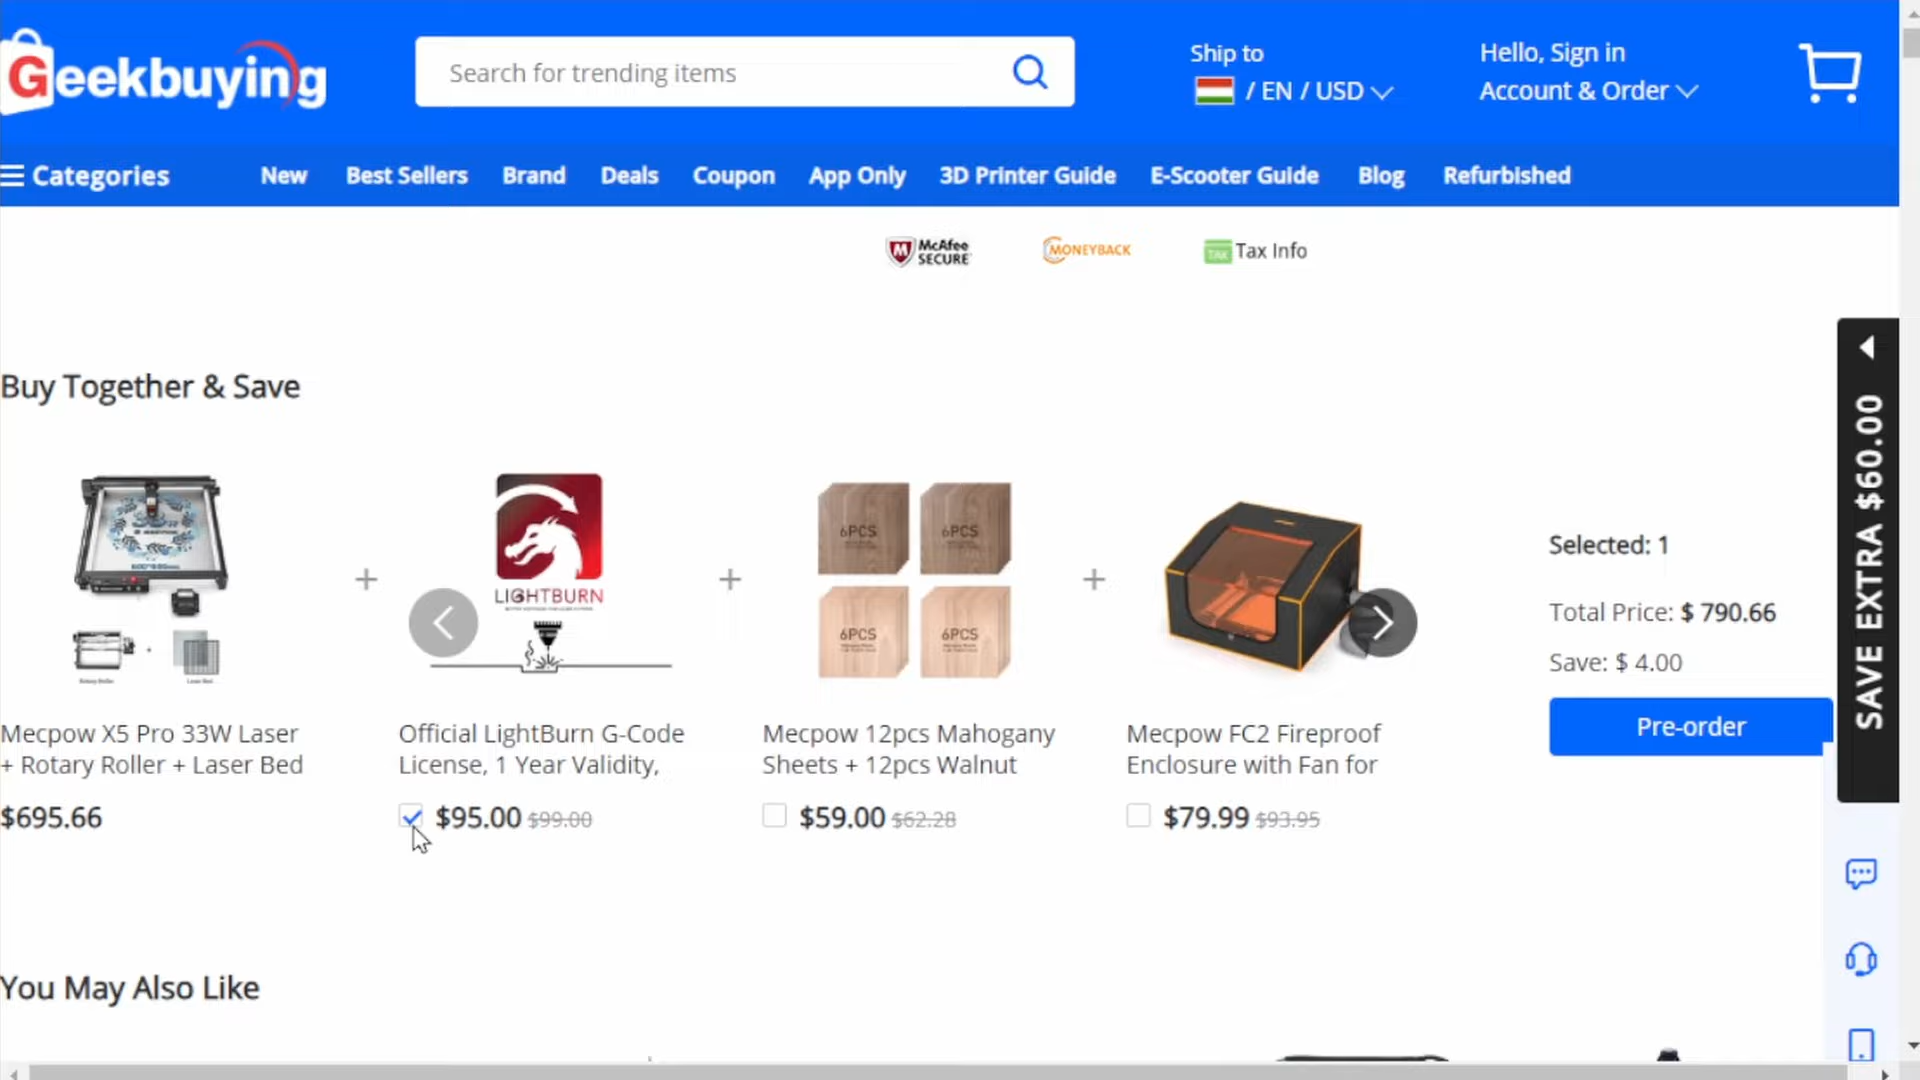 Geekbuying
Search for trending items
Ship to
/ EN / USD
Hello, Sign in
Account & Order
Categories
New
Best Sellers
Brand
Deals
Coupon
App Only
3D Printer Guide
E-Scooter Guide
Blog
Refurbished
McAfee
SECURE
MONEYBACK
TAX
Tax Info
Buy Together & Save
SAVE EXTRA $60.00
LIGHTBURN
6PCS
6PCS
6PCS
6PCS
Rotary Roller
Laser Bed
Mecpow X5 Pro 33W Laser
+ Rotary Roller + Laser Bed
$695.66
Official LightBurn G-Code
License, 1 Year Validity,
$95.00 $99.00
Mecpow 12pcs Mahogany
Sheets + 12pcs Walnut
$59.00 $62.28
Mecpow FC2 Fireproof
Enclosure with Fan for
$79.99 $93.95
Selected: 1
Total Price: $ 790.66
Save: $ 4.00
Pre-order
You May Also Like